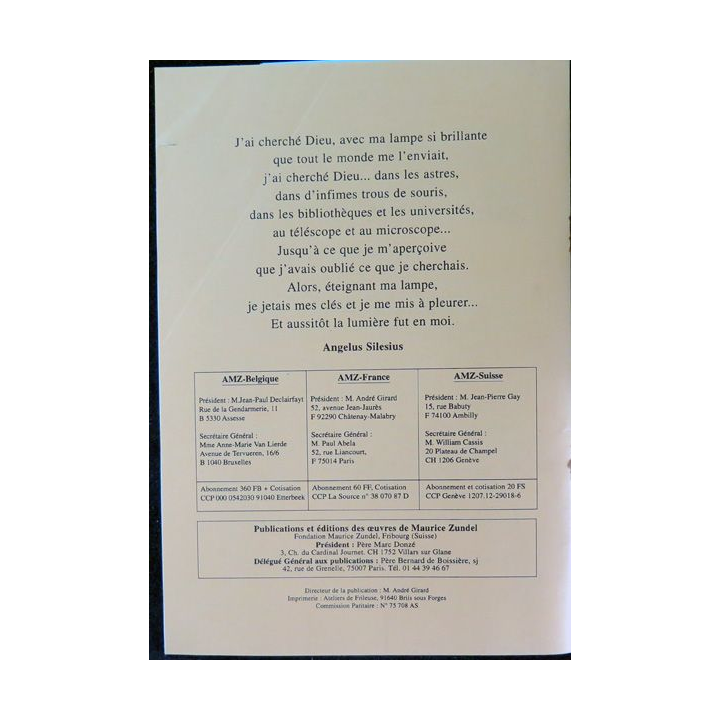 J'ai cherché Dieu, avec ma lampe si brillante
que tout le monde me l'enviait,
j'ai cherché Dieu... dans les astres,
dans d'infimes trous de souris,
dans les bibliothèques et les universités,
au téléscope et au microscope...
Jusqu'à ce que je m'aperçoive
que j'avais oublié ce que je cherchais.
Alors, éteignant ma lampe,
je jetais mes clés et je me mis à pleurer...
Et aussitôt la lumière fut en moi.
Angelus Silesius
AMZ-Belgique
Président : M.Jean-Paul Declairfayt
Rue de la Gendarmerie, 11
B 5330 Assesse
Secrétaire Général :
Mme Anne-Marie Van Lierde
Avenue de Tervueren, 16/6
B 1040 Bruxelles
Abonnement 360 FB + Cotisation
CCP 000 0542030 91040 Etterbeek
AMZ-France
Président : M. André Girard
52, avenue Jean-Jaurès
F 92290 Châtenay-Malabry
Secrétaire Général :
M. Paul Abela
52, rue Liancourt,
F 75014 Paris
Abonnement 60 FF, Cotisation
CCP La Source n° 38 070 87 D
AMZ-Suisse
Président : M. Jean-Pierre Gay
15, rue Babuty
F 74100 Ambilly
Secrétaire Général :
M. William Cassis
20 Plateau de Champel
CH 1206 Genève
Abonnement et cotisation 20 FS
CCP Genève 1207.12-29018-6
Publications et éditions des œuvres de Maurice Zundel
Fondation Maurice Zundel, Fribourg (Suisse)
Président : Père Marc Donzé
3, Ch. du Cardinal Journet. CH 1752 Villars sur Glane
Délégué Général aux publications : Père Bernard de Boissière, sj
42, rue de Grenelle, 75007 Paris. Tél. 01 44 39 46 67
Directeur de la publication : M. André Girard
Imprimerie : Ateliers de Frileuse, 91640 Briis sous Forges
Commission Paritaire : N° 75 708 AS